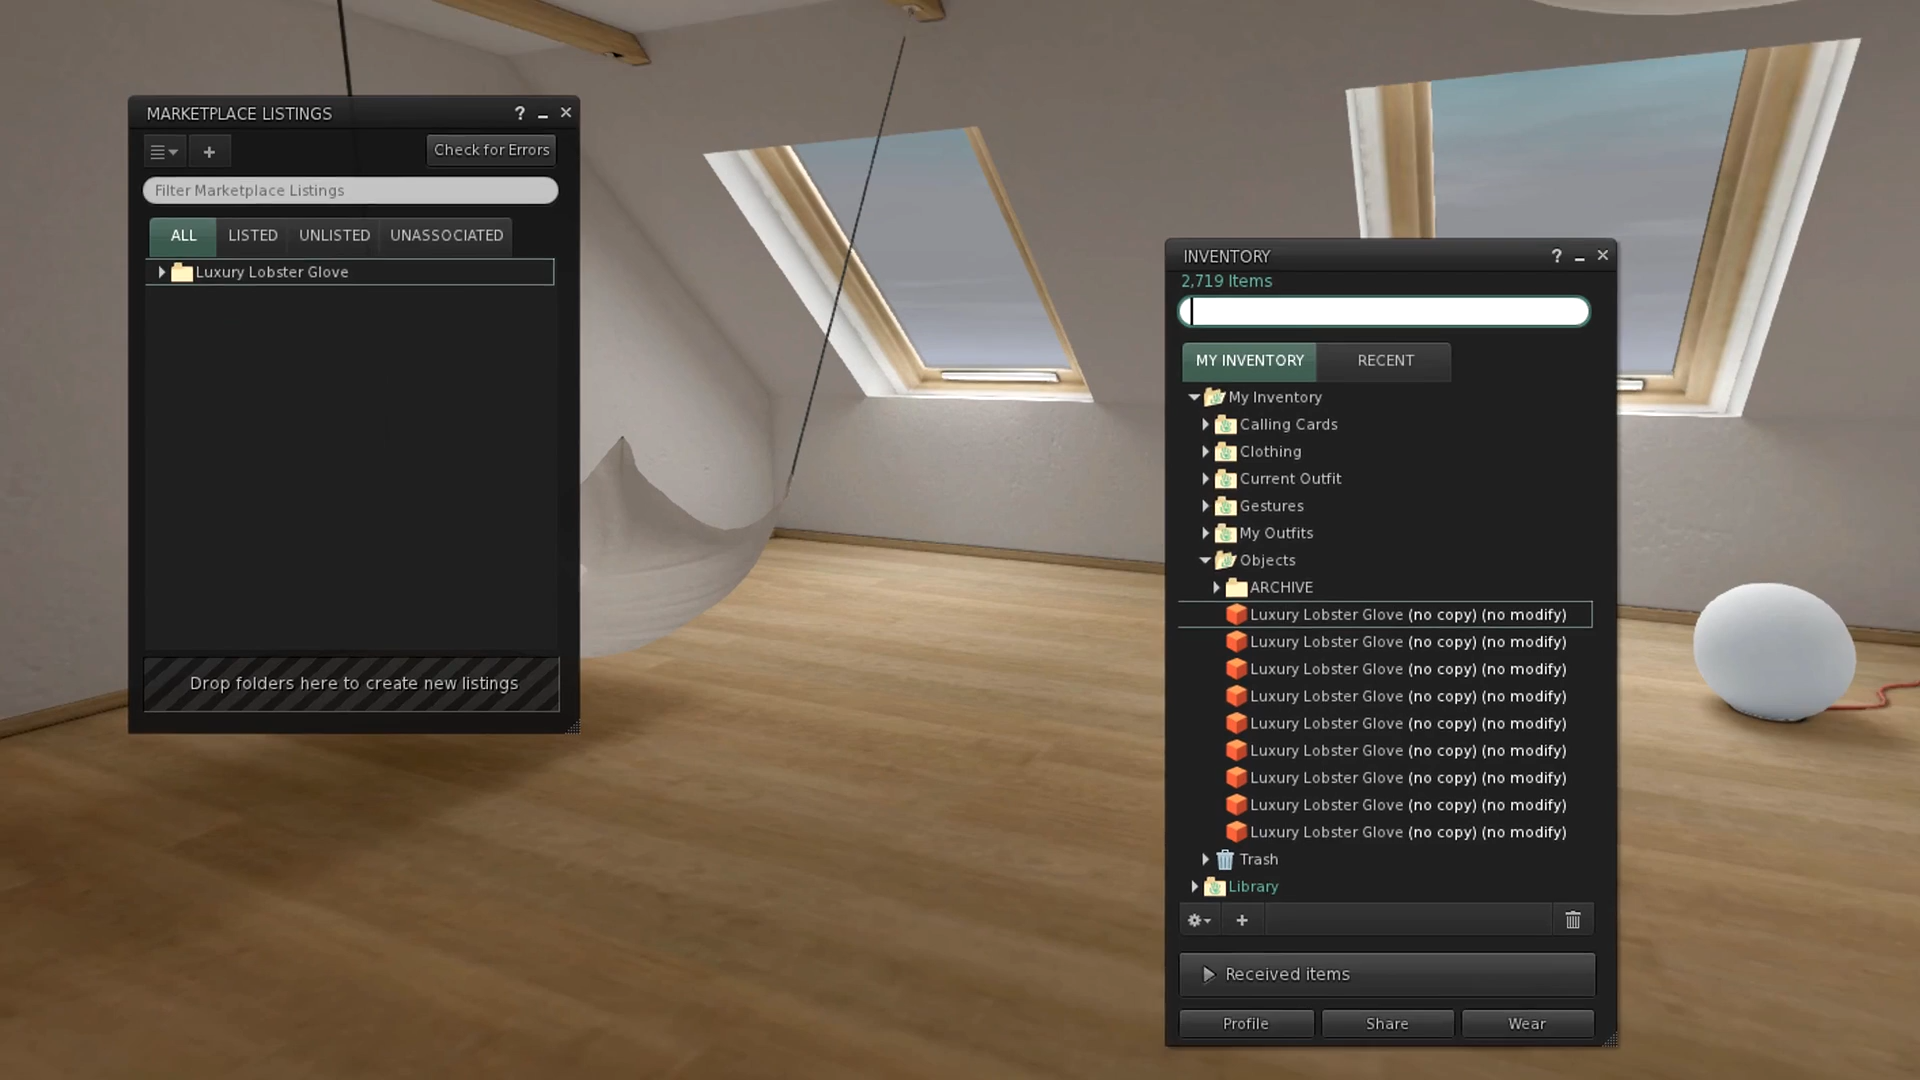 MARKETPLACE LISTINGS
?
+
Check for Errors
Filter Marketplace Listings
ALL LISTED UNLISTED UNASSOCIATED
Luxury Lobster Glove
Drop folders here to create new listings
INVENTORY
?
2,719 Items
MY INVENTORY RECENT
My Inventory
Calling Cards
Clothing
Current Outfit
Gestures
My Outfits
Objects
ARCHIVE
Luxury Lobster Glove (no copy) (no modify)
Luxury Lobster Glove (no copy) (no modify)
Luxury Lobster Glove (no copy) (no modify)
Luxury Lobster Glove (no copy) (no modify)
Luxury Lobster Glove (no copy) (no modify)
Luxury Lobster Glove (no copy) (no modify)
Luxury Lobster Glove (no copy) (no modify)
Luxury Lobster Glove (no copy) (no modify)
Luxury Lobster Glove (no copy) (no modify)
Trash
Library
+
Received items
Profile Share Wear